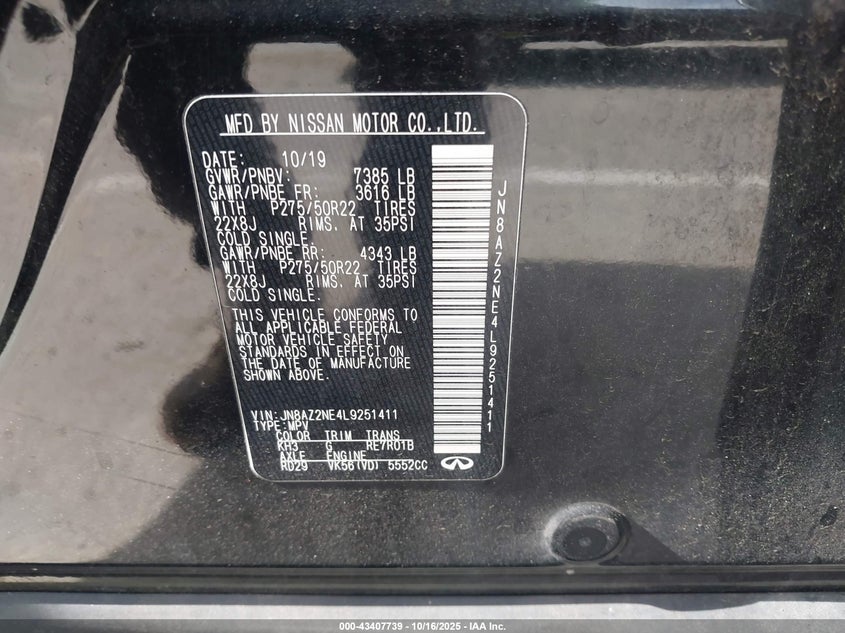 MFD BY NISSAN MOTOR CO.,LTD.
DATE: 10/19
GVWR/PNBV: 7385 LB
GAWR/PNBE FR: 3616 LB
WITH P275/50R22 TIRES
22X8J RIMS. AT 35PSI
COLD SINGLE.
GAWR/PNBE RR: 4343 LB
WITH P275/50R22 TIRES
22X8J RIMS. AT 35PSI
COLD SINGLE.
THIS VEHICLE CONFORMS TO
ALL APPLICABLE FEDERAL
MOTOR VEHICLE SAFETY
STANDARDS IN EFFECT ON
THE DATE OF MANUFACTURE
SHOWN ABOVE.
VIN:JN8AZ2NE4L9251411
TYPE:MPV
COLOR TRIM TRANS
KH3 G RE7R01B
AXLE ENGINE
RD29 VK56(VD) 5552CC
JN8AZ2NE4L9251411
000-43407739 - 10/16/2025 - IAA Inc.